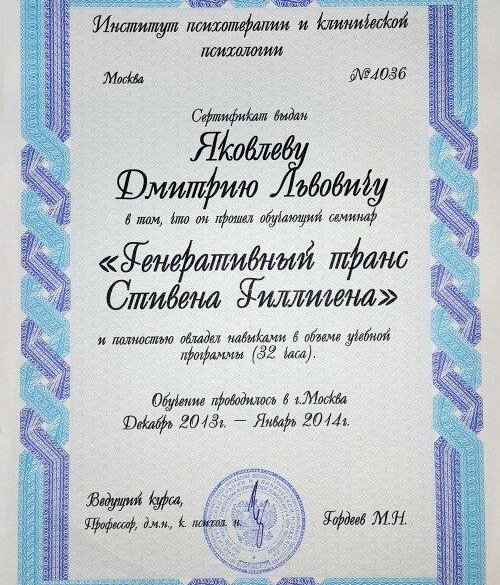 Институт психотерапии и клинической
психологии
Москва №1036
Сертификат выдан
Яковлеву
Дмитрию Львовичу
в том, что он прошел обучающий семинар
«Генеративный транс
Стивена Гиллигена»
и полностью овладел навыками в объеме учебной
программы (32 часа).
Обучение проводилось в г.Москва
Декабрь 2013г. — Январь 2014г.
Ведущий курса,
Профессор, д.м.н., к. психол. н. Гордеев М.Н.